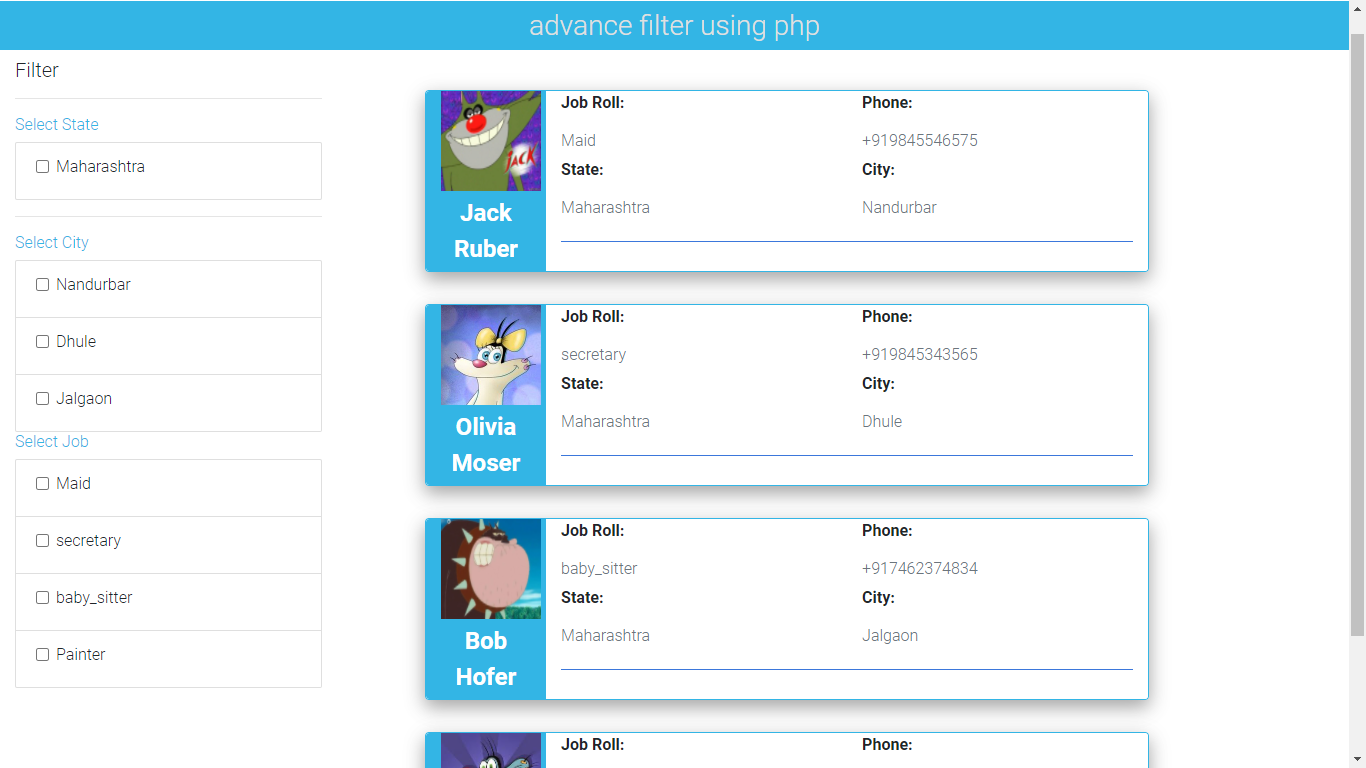 advance filter using php
Filter
Select State
Maharashtra
Select City
Nandurbar
Dhule
Jalgaon
Select Job
Maid
secretary
baby_sitter
Painter
JACK
Jack
Ruber
Job Roll:
Phone:
Maid
+919845546575
State:
City:
Maharashtra
Nandurbar
Olivia
Moser
Job Roll:
Phone:
secretary
+919845343565
State:
City:
Maharashtra
Dhule
Bob
Hofer
Job Roll:
Phone:
baby_sitter
+917462374834
State:
City:
Maharashtra
Jalgaon
Job Roll:
Phone: